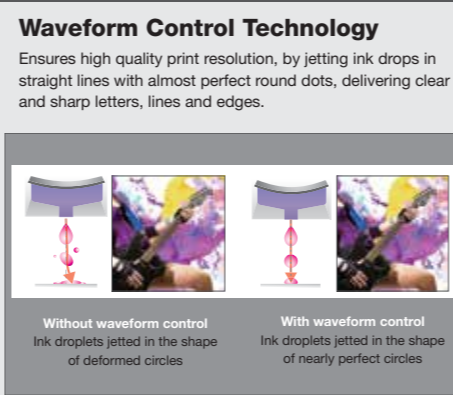 Waveform Control Technology
Ensures high quality print resolution, by jetting ink drops in
straight lines with almost perfect round dots, delivering clear
and sharp letters, lines and edges.
Without waveform control
Ink droplets jetted in the shape
of deformed circles
With waveform control
Ink droplets jetted in the shape
of nearly perfect circles